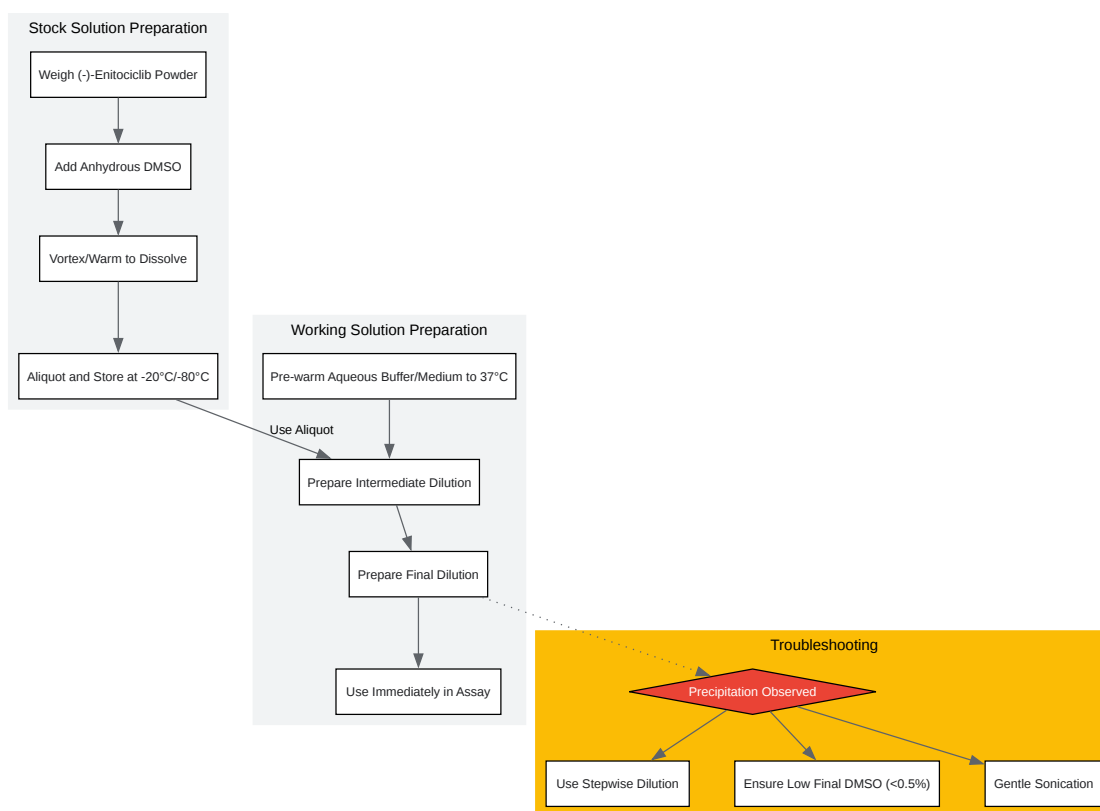 Stock Solution Preparation
Weigh (-)-Enitociclib Powder
Add Anhydrous DMSO
Vortex/Warm to Dissolve
Aliquot and Store at -20°C/-80°C
Working Solution Preparation
Pre-warm Aqueous Buffer/Medium to 37°C
Use Aliquot
Prepare Intermediate Dilution
Prepare Final Dilution
Use Immediately in Assay
Troubleshooting
Precipitation Observed
Use Stepwise Dilution
Ensure Low Final DMSO (<0.5%)
Gentle Sonication